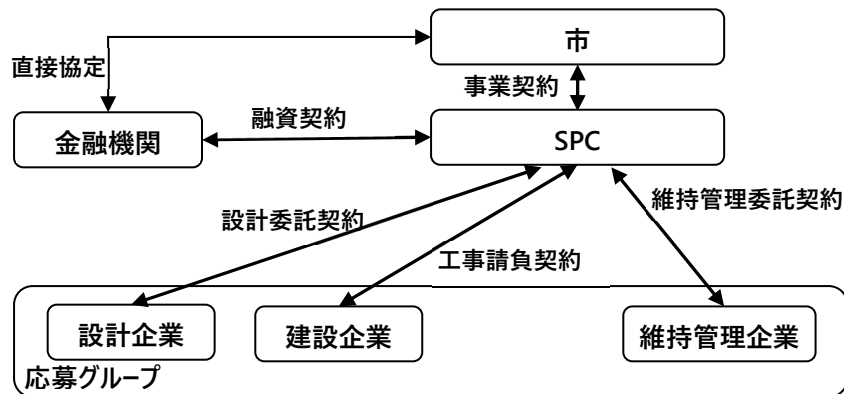 市
直接協定
事業契約
金融機関
融資契約
SPC
設計委託契約
維持管理委託契約
工事請負契約
設計企業
建設企業
維持管理企業
応募グループ